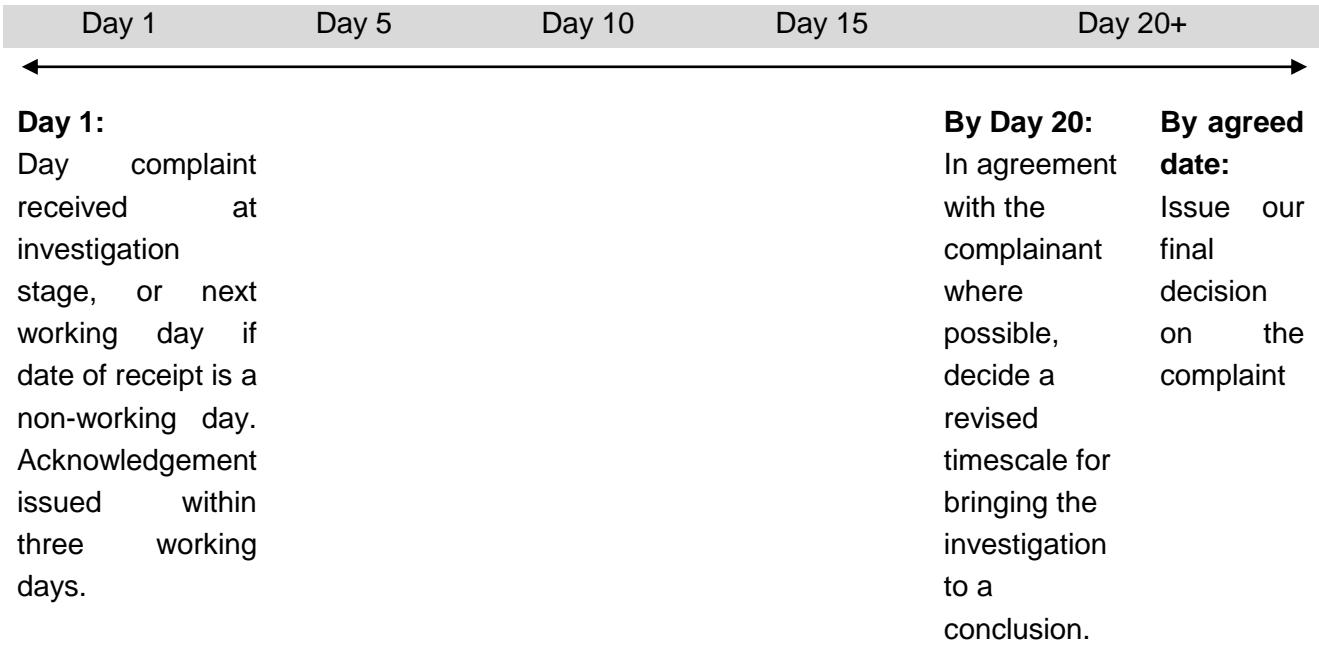 Day 1 Day 5 Day 10 Day 15 Day 20+
Day 1:
Day complaint
received at
investigation
stage, or next
working day if
date of receipt is a
non-working day.
Acknowledgement
issued within
three working
days.
By Day 20:
In agreement
with the
complainant
where
possible,
decide a
revised
timescale for
bringing the
investigation
to a
conclusion.
By agreed
date:
Issue our
final
decision
on the
complaint